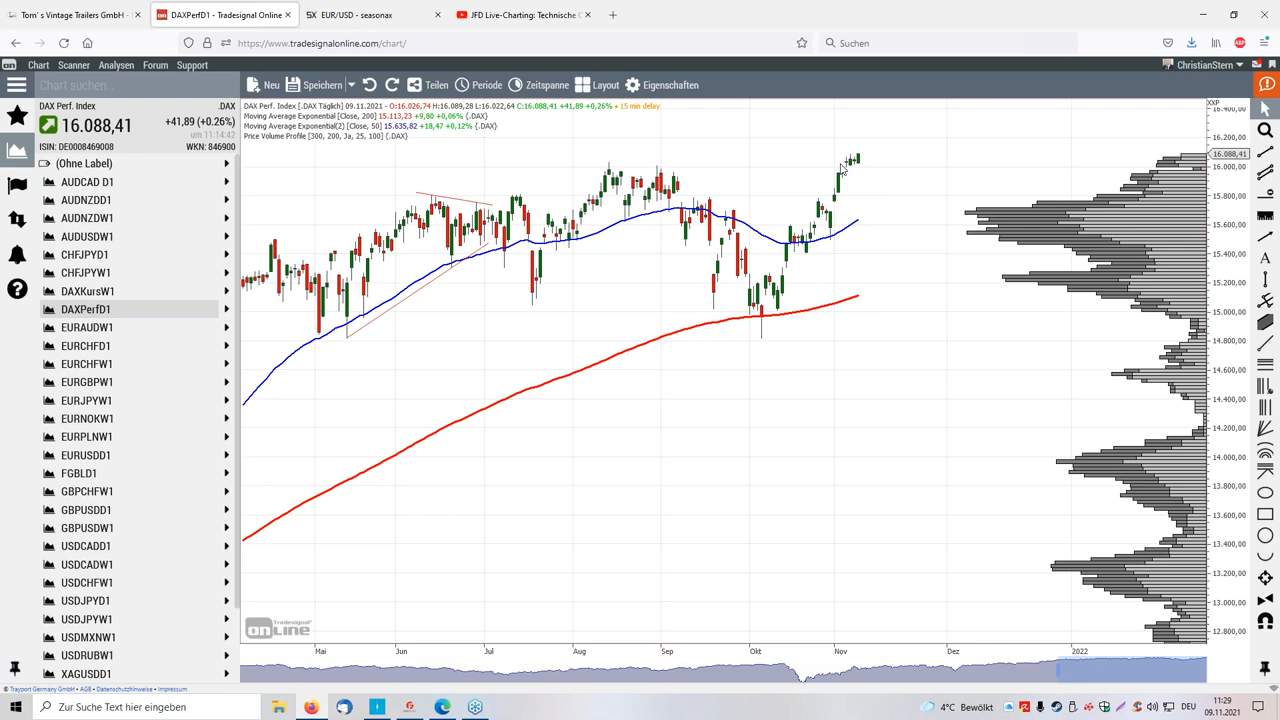 Tom´s Vintage Trailers GmbH -
DAXPerfD1 - Tradesignal Online
EUR/USD - seasonax
JFD Live-Charting: Technische C
https://www.tradesignalonline.com/chart/
Suchen
Chart Scanner Analysen Forum Support
ChristianStern
Chart suchen...
Neu Speichern Teilen Periode Zeitspanne Layout Eigenschaften
DAX Perf. Index .DAX
16.088,41 +41,89 (+0.26%)
um 11:14:42
ISIN: DE0008469008 WKN: 846900
(Ohne Label)
AUDCAD D1
AUDNZDD1
AUDNZDW1
AUDUSDW1
CHFJPYD1
CHFJPYW1
DAXKursW1
DAXPerfD1
EURAUDW1
EURCHFD1
EURCHFW1
EURGBPW1
EURJPYW1
EURNOKW1
EURPLNW1
EURUSDD1
FGBLD1
GBPCHFW1
GBPUSDD1
GBPUSDW1
USDCADD1
USDCADW1
USDCHFW1
USDJPYD1
USDJPYW1
USDMXNW1
USDRUBW1
XAGUSDD1
DAX Perf. Index [.DAX Täglich] 09.11.2021 - O:16.026,74 H:16.089,28 L:16.022,64 C:16.088,41 +41,89 +0,26% 15 min delay
Moving Average Exponential [Close, 200] 15.113,23 +9,80 +0,06% {.DAX}
Moving Average Exponential(2) [Close, 50] 15.635,82 +18,47 +0,12% {.DAX}
Price Volume Profile [300, 200, Ja, 25, 100] {.DAX}
XXP
16.400,00
16.200,00
16.088,41
16.000,00
15.800,00
15.600,00
15.400,00
15.200,00
15.000,00
14.800,00
14.600,00
14.400,00
14.200,00
14.000,00
13.800,00
13.600,00
13.400,00
13.200,00
13.000,00
12.800,00
Tradesignal
onLINE
Mai Jun Jul Aug Sep Okt Nov Dez 2022
© Trayport Germany GmbH • AGB • Datenschutzhinweise • Impressum
Zur Suche Text hier eingeben
4°C Bewölkt
DEU
11:29
09.11.2021